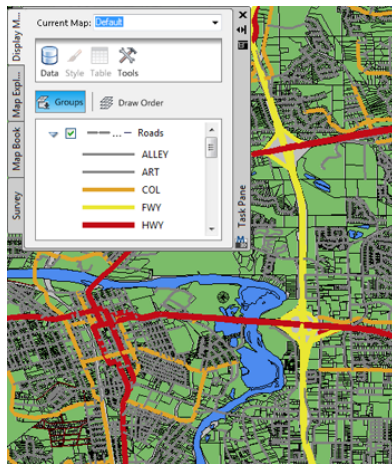 Current Map: Default
Data Style Table Tools
Groups Draw Order
Roads
ALLEY
ART
COL
FWY
HWY
Display M...
Map Expl...
Map Book
Survey
Task Pane